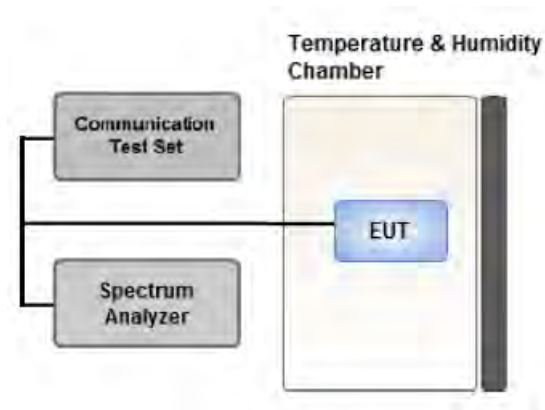 Temperature & Humidity
Chamber
Communication
Test Set
EUT
Spectrum
Analyzer